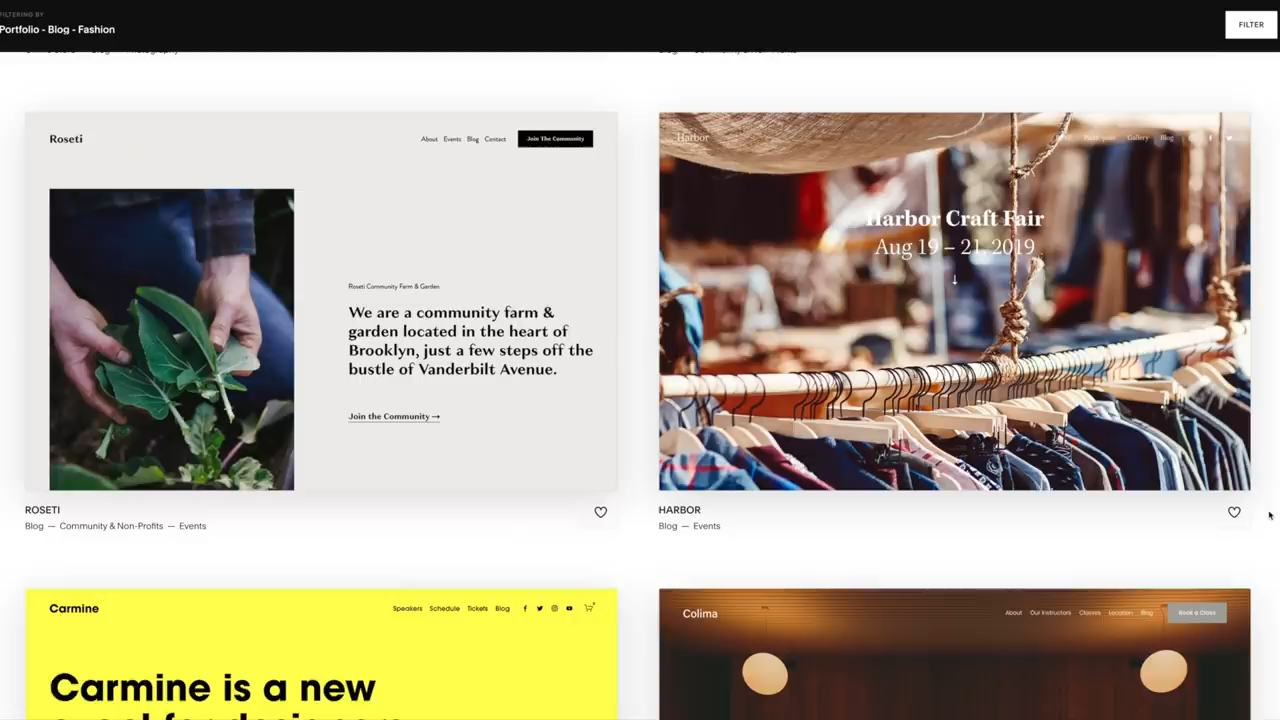 FILTERING BY
Portfolio - Blog - Fashion
FILTER
Roseti
About Events Blog Contact
Join The Community
Roseti Community Farm & Garden
We are a community farm &
garden located in the heart of
Brooklyn, just a few steps off the
bustle of Vanderbilt Avenue.
Join the Community →
ROSETI
Blog — Community & Non-Profits — Events
Harbor
Gallery Blog
Harbor Craft Fair
Aug 19 – 21, 2019
HARBOR
Blog — Events
Carmine
Speakers Schedule Tickets Blog
Carmine is a new
Colima
About Our Instructors Classes Location Blog
Book a Class